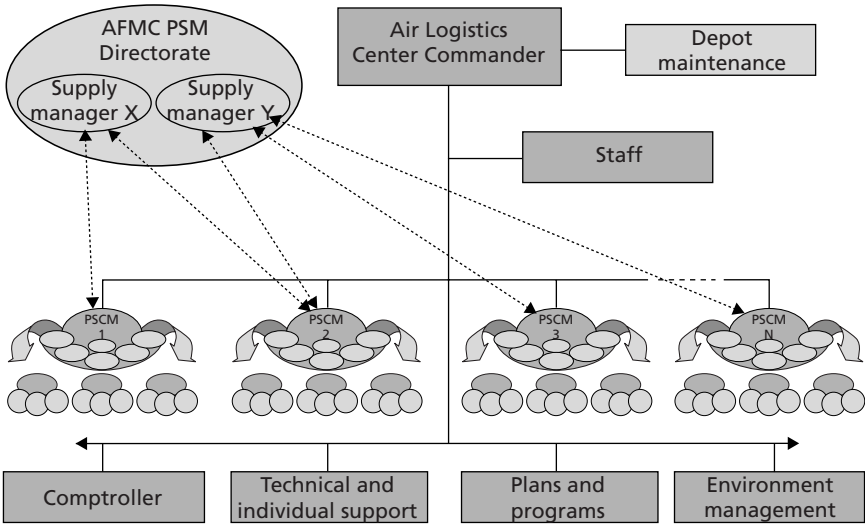 AFMC PSM
Directorate
Supply
manager X
Supply
manager Y
Air Logistics
Center Commander
Depot
maintenance
Staff
PSCM
1
PSCM
2
PSCM
3
PSCM
N
Comptroller
Technical and
individual support
Plans and
programs
Environment
management